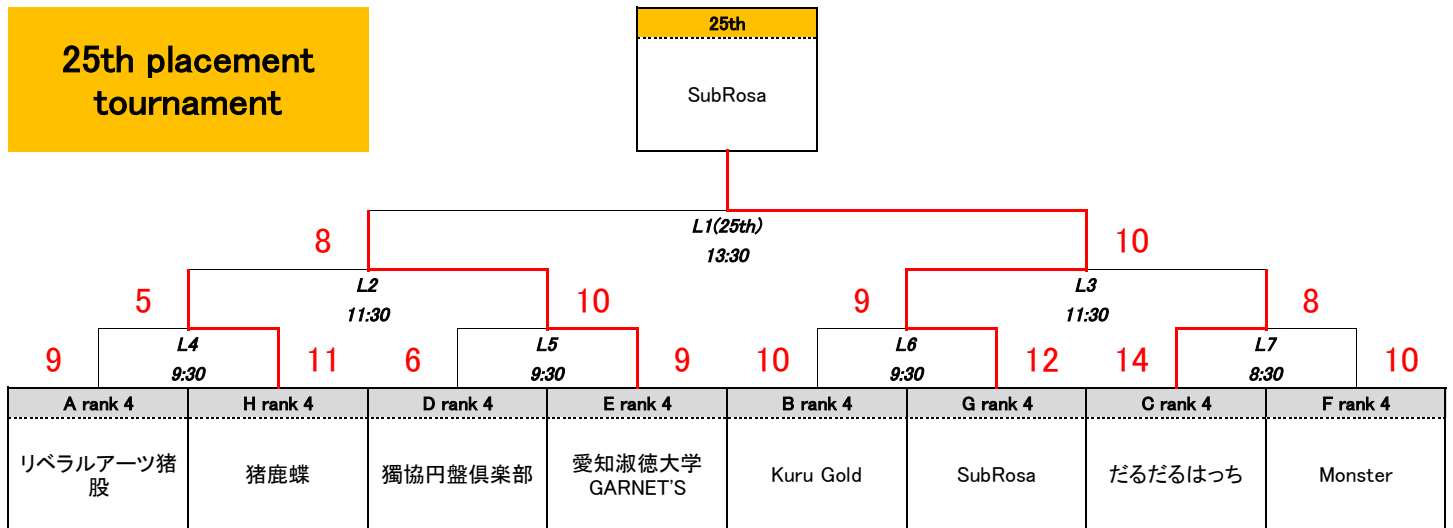 25th placement
tournament
25th
SubRosa
L1(25th)
13:30
8
10
L2
11:30
L3
11:30
5
10
9
8
L4
9:30
L5
9:30
L6
9:30
L7
8:30
9
11
6
9
10
12
14
10
A rank 4
H rank 4
D rank 4
E rank 4
B rank 4
G rank 4
C rank 4
F rank 4
リベラルアーツ猪
股
猪鹿蝶
獨協円盤倶楽部
愛知淑徳大学
GARNET'S
Kuru Gold
SubRosa
だるだるはっち
Monster